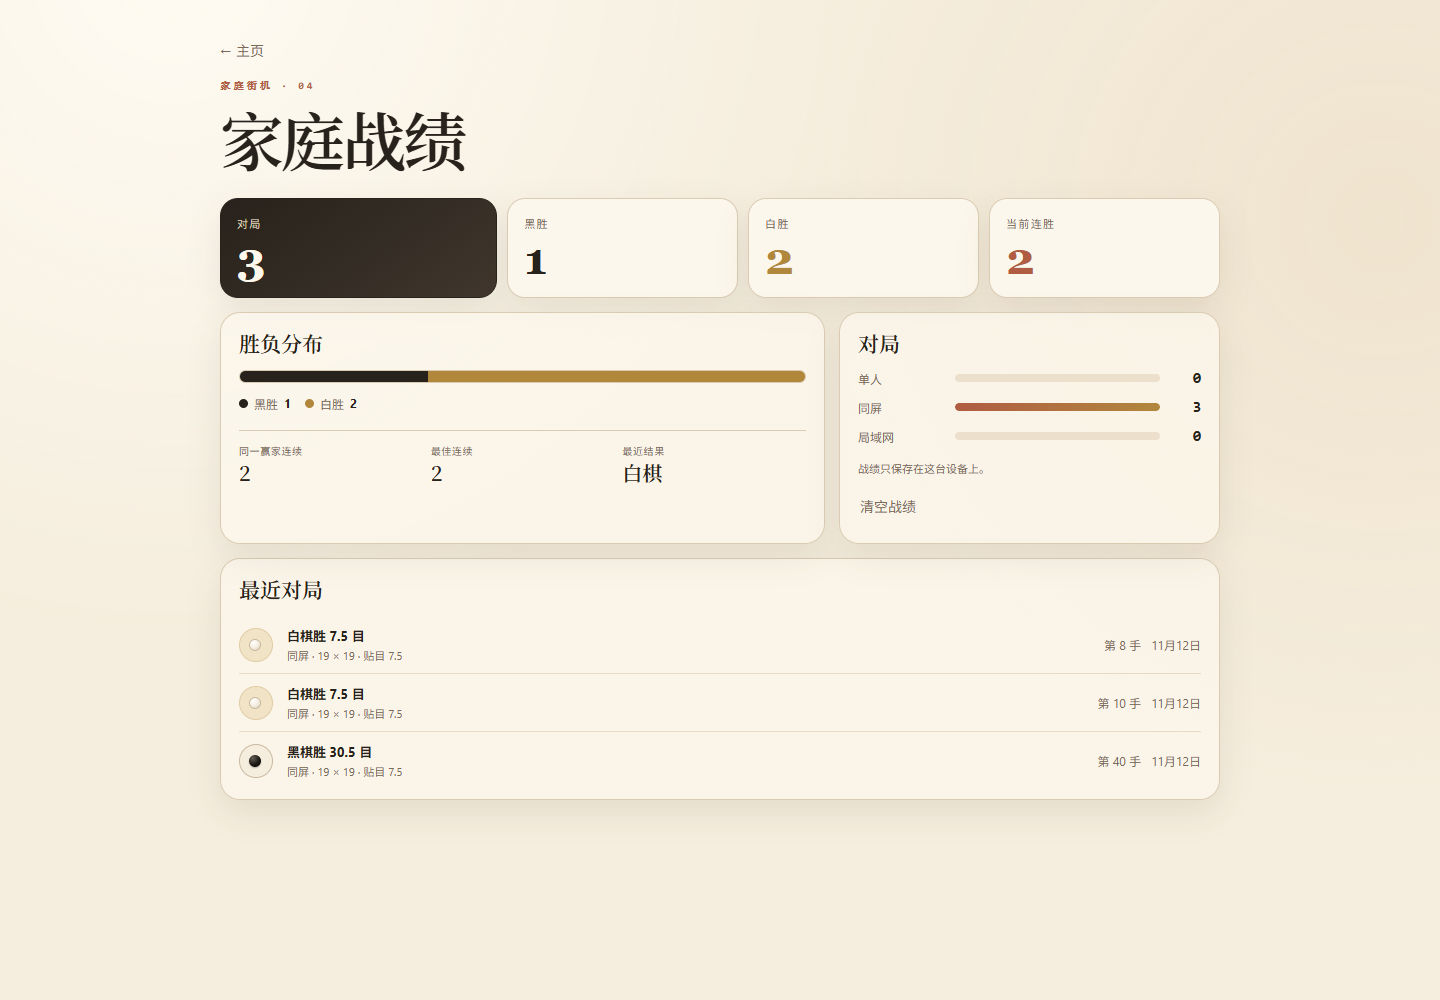 ← 主页
家庭街机 · 04
家庭战绩
对局
3
黑胜
1
白胜
2
当前连胜
2
胜负分布
黑胜 1 白胜 2
同一赢家连续
2
最佳连续
2
最近结果
白棋
对局
单人 0
同屏 3
局域网 0
战绩只保存在这台设备上。
清空战绩
最近对局
白棋胜 7.5 目
同屏 · 19 × 19 · 贴目 7.5
第 8 手 11月12日
白棋胜 7.5 目
同屏 · 19 × 19 · 贴目 7.5
第 10 手 11月12日
黑棋胜 30.5 目
同屏 · 19 × 19 · 贴目 7.5
第 40 手 11月12日